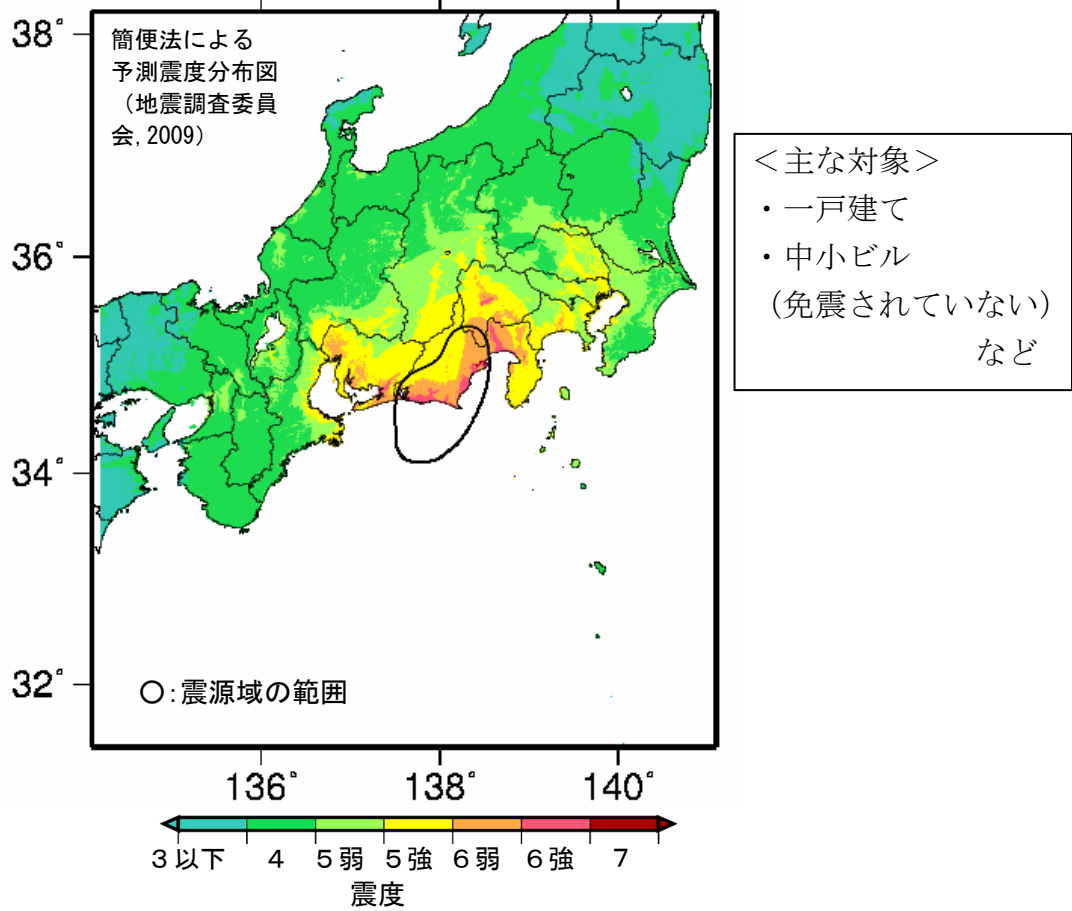 簡便法による
予測震度分布図
(地震調査委員
会, 2009)
38°
36°
34°
32°
○:震源域の範囲
136° 138° 140°
3以下 4 5弱 5強 6弱 6強 7
震度
<主な対象>
・一戸建て
・中小ビル
(免震されていない)
など